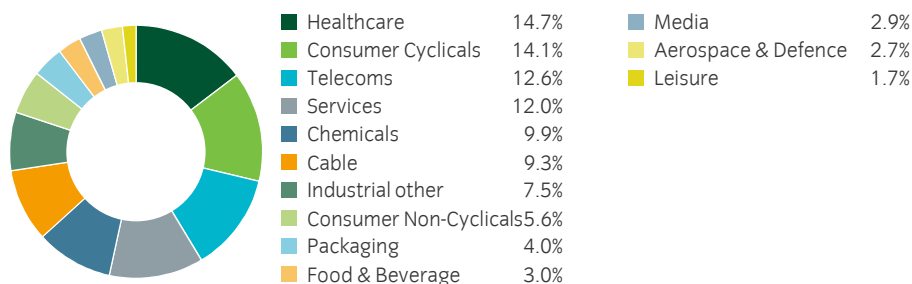 Healthcare 14.7%
Consumer Cyclicals 14.1%
Telecoms 12.6%
Services 12.0%
Chemicals 9.9%
Cable 9.3%
Industrial other 7.5%
Consumer Non-Cyclicals5.6%
Packaging 4.0%
Food & Beverage 3.0%
Media 2.9%
Aerospace & Defence 2.7%
Leisure 1.7%